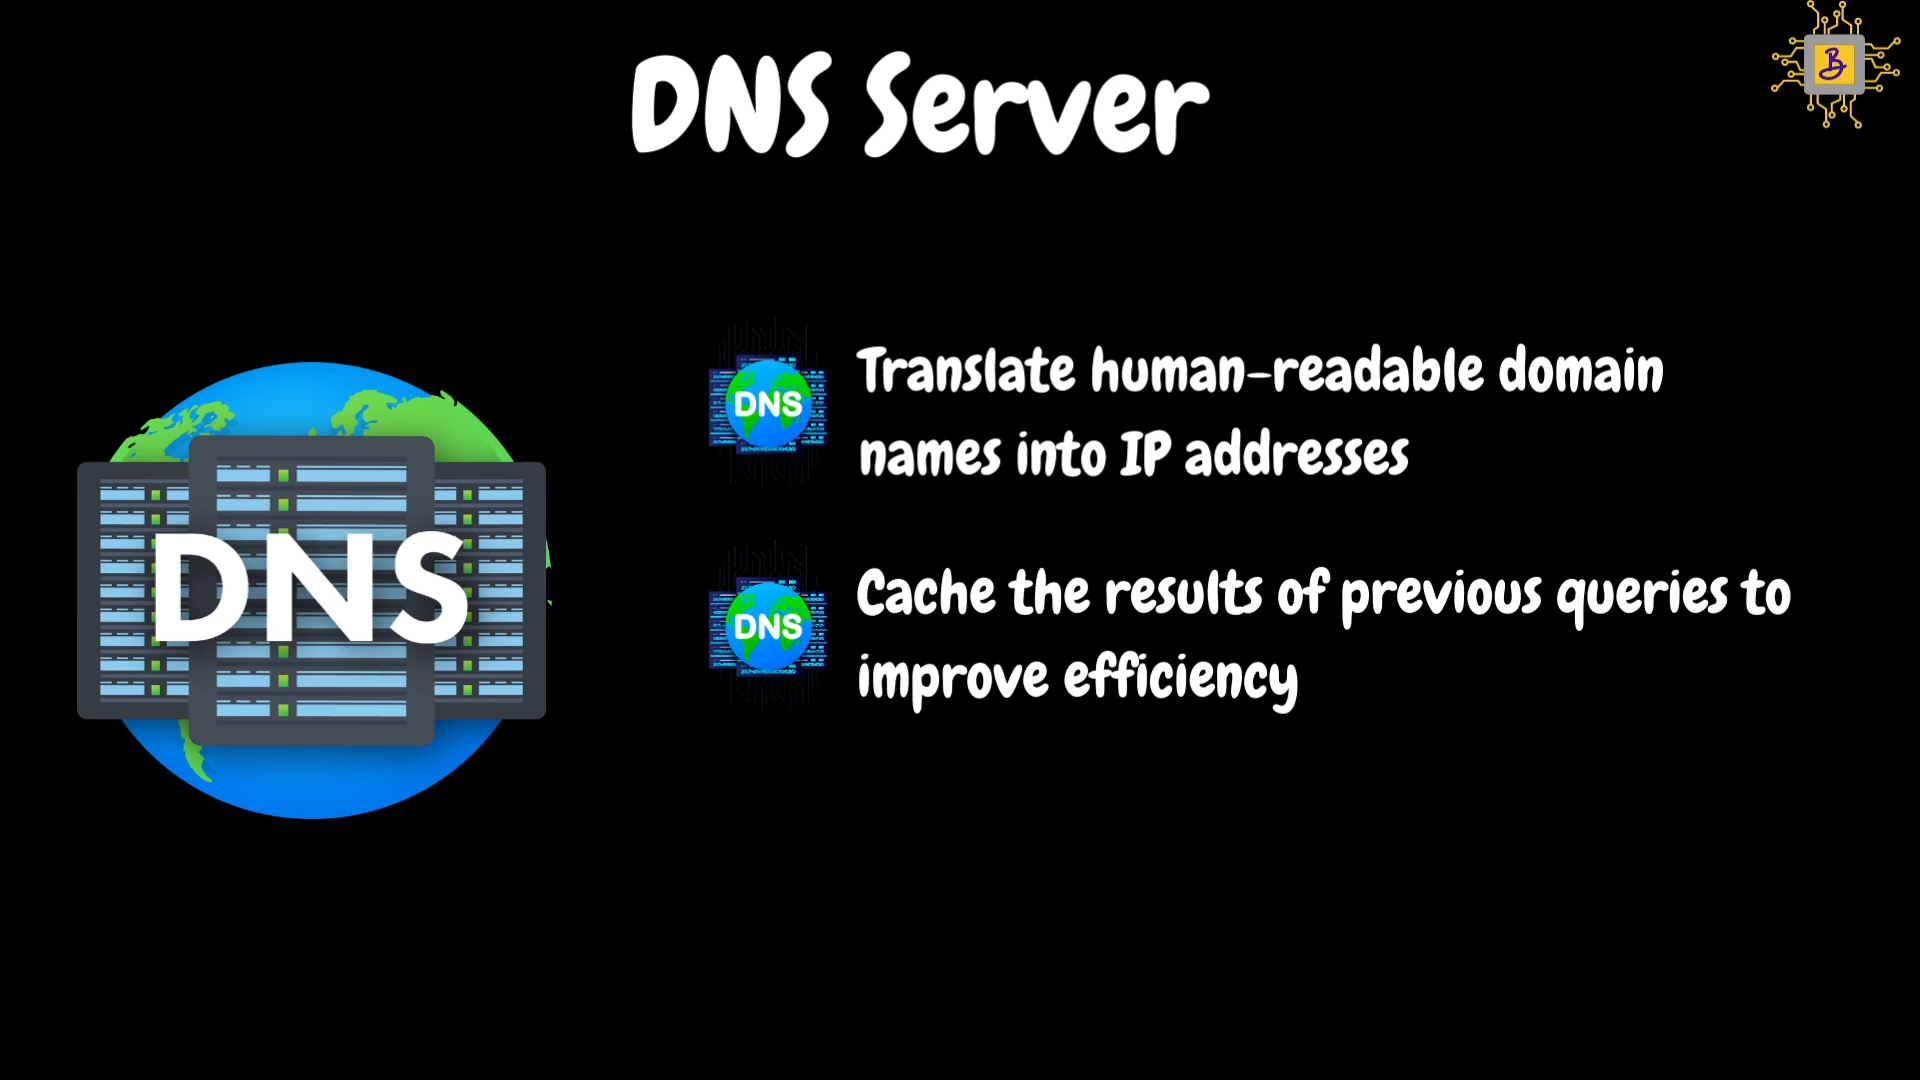 DNS Server
B
DNS
DNS
Translate human-readable domain
names into IP addresses
DNS
Cache the results of previous queries to
improve efficiency